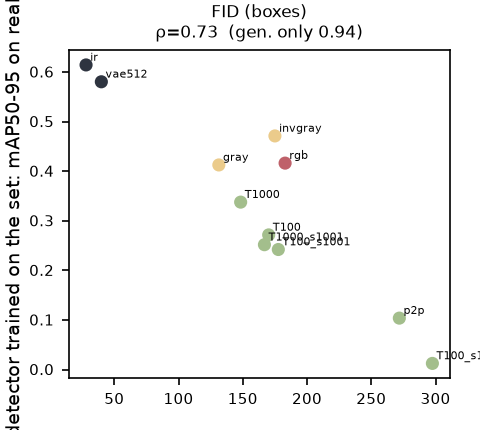 FID (boxes)
ρ=0.73 (gen. only 0.94)
detector trained on the set: mAP50-95 on real
0.6
0.5
0.4
0.3
0.2
0.1
0.0
ir
vae512
invgray
gray
rgb
T1000
T100
T1000_s1001
T100_s1001
p2p
T100_s1
50
100
150
200
250
300